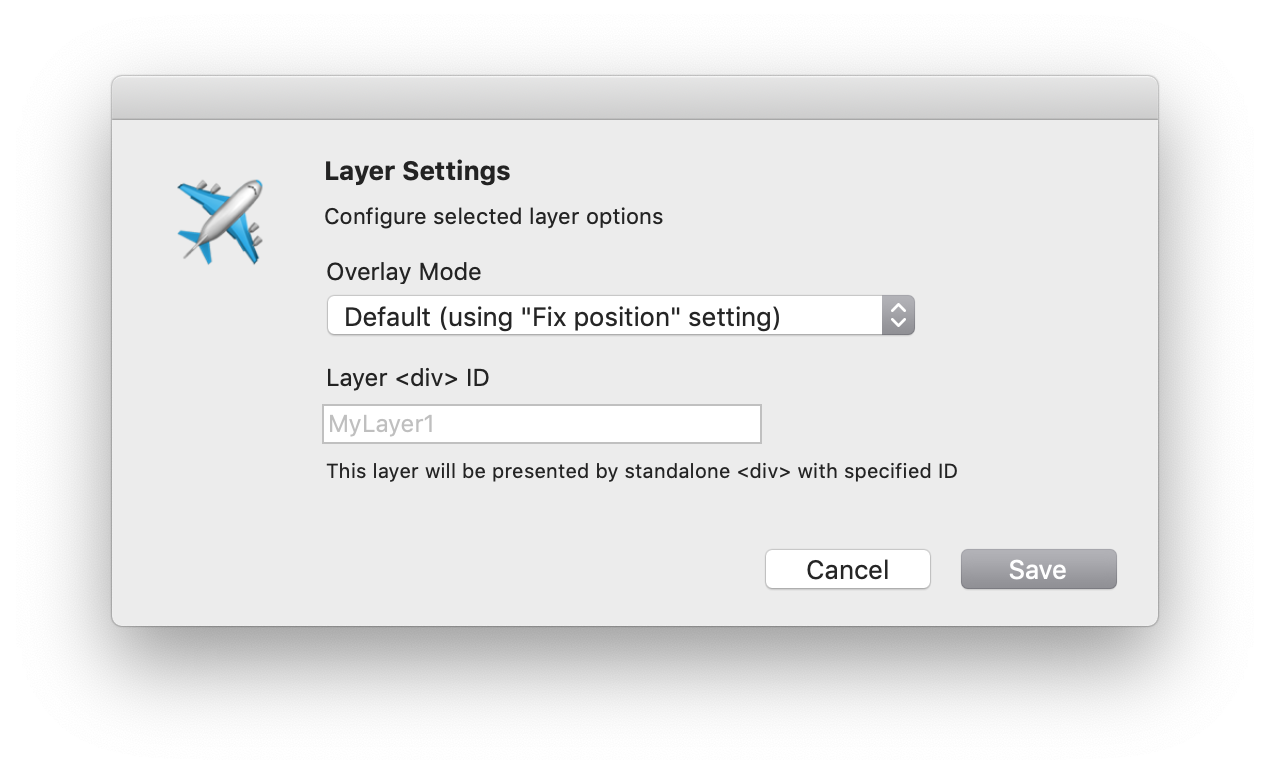 Layer Settings
Configure selected layer options
Overlay Mode
Default (using "Fix position" setting)
Layer <div> ID
MyLayer1
This layer will be presented by standalone <div> with specified ID
Cancel
Save